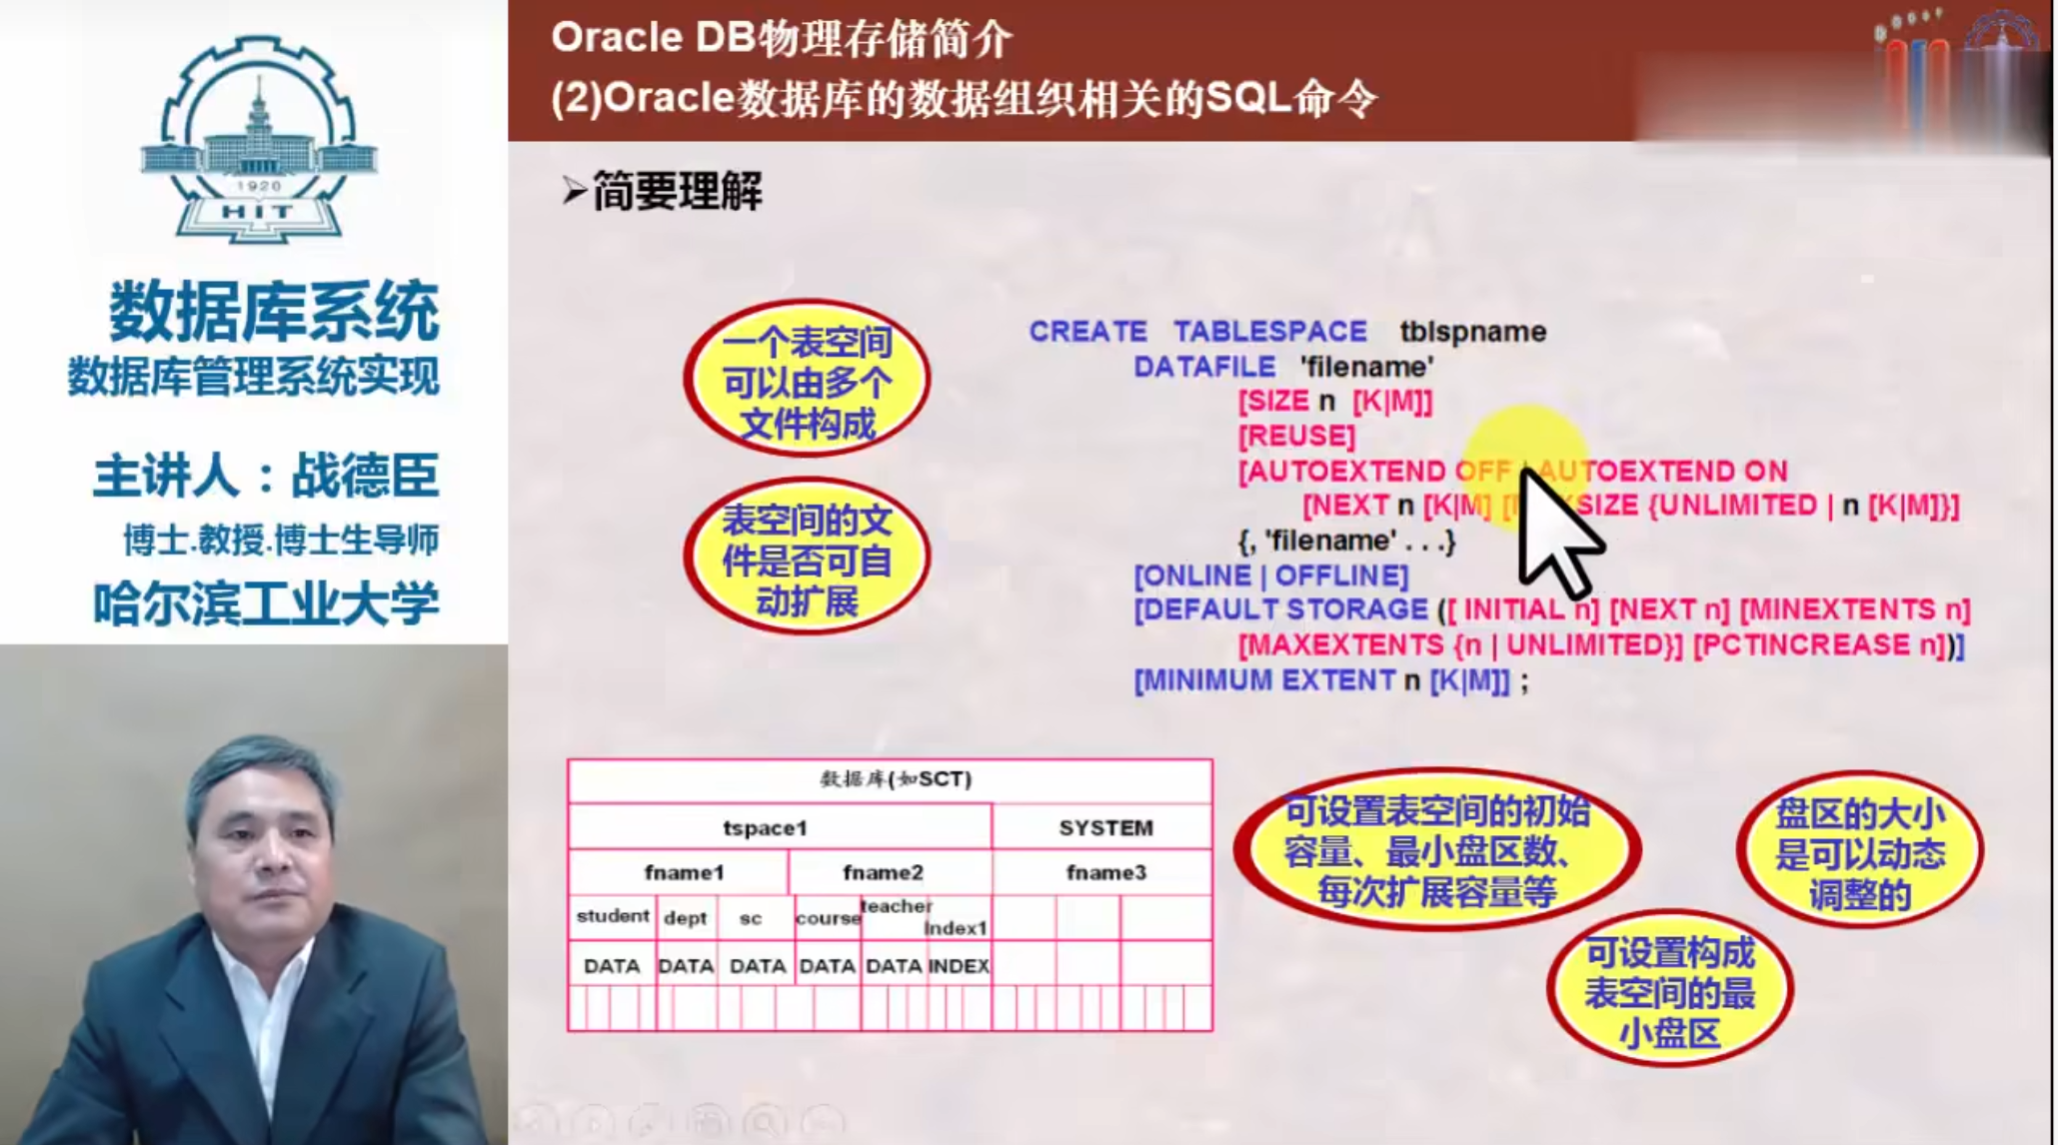 1920
HIT
数据库系统
数据库管理系统实现
主讲人：战德臣
博士.教授.博士生导师
哈尔滨工业大学
Oracle DB物理存储简介
(2)Oracle数据库的数据组织相关的SQL命令
➢简要理解
一个表空间
可以由多个
文件构成
表空间的文
件是否可自
动扩展
CREATE TABLESPACE tblspname
DATAFILE 'filename'
[SIZE n [K|M]]
[REUSE]
[AUTOEXTEND OFF | AUTOEXTEND ON
[NEXT n [K|M] SIZE {UNLIMITED | n [K|M]}]
{, 'filename' . . .}
[ONLINE | OFFLINE]
[DEFAULT STORAGE ([ INITIAL n] [NEXT n] [MINEXTENTS n]
[MAXEXTENTS {n | UNLIMITED}] [PCTINCREASE n])]
[MINIMUM EXTENT n [K|M]] ;
数据库(如SCT)
tspace1 SYSTEM
fname1 fname2 fname3
student dept sc course teacher Index1
DATA DATA DATA DATA DATA INDEX
可设置表空间的初始
容量、最小盘区数、
每次扩展容量等
盘区的大小
是可以动态
调整的
可设置构成
表空间的最
小盘区